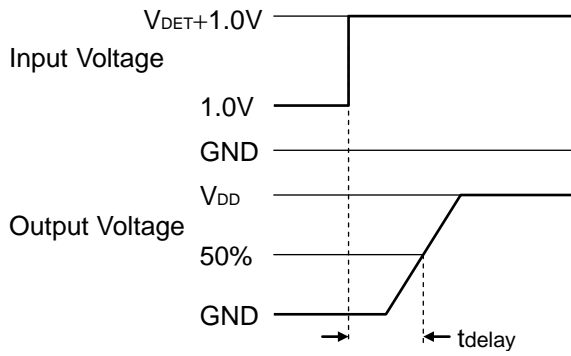 VDET+1.0V
Input Voltage
1.0V
GND
VDD
Output Voltage
50%
GND
tdelay